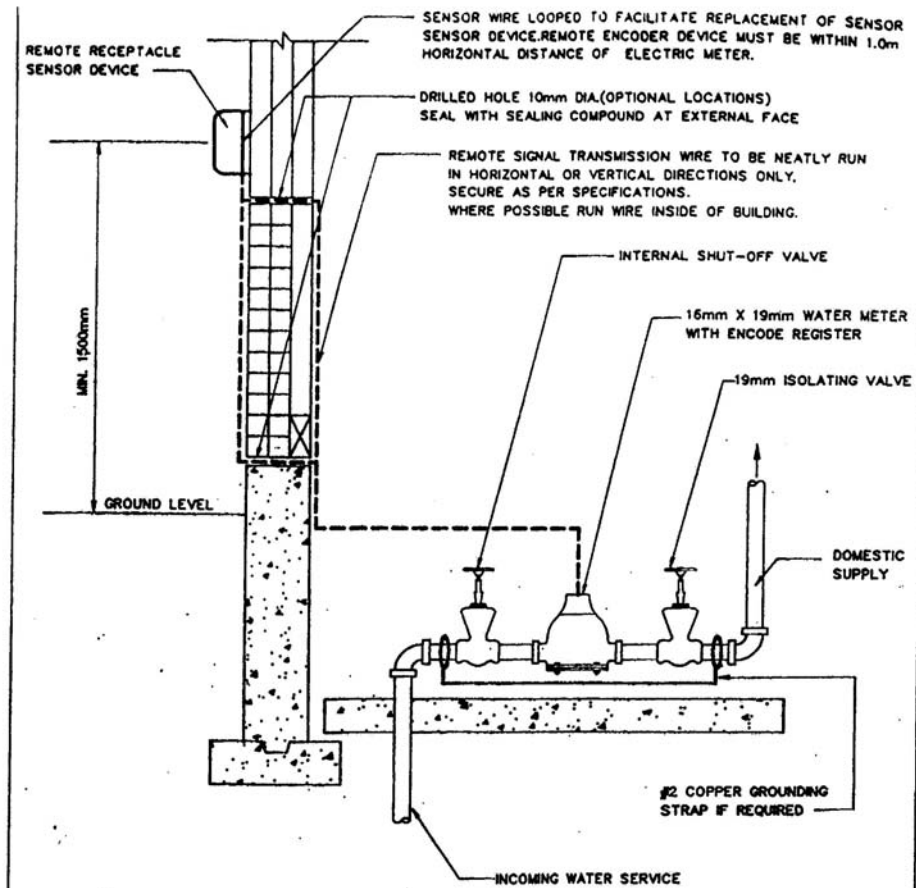 SENSOR WIRE LOOPED TO FACILITATE REPLACEMENT OF SENSOR
SENSOR DEVICE.REMOTE ENCODER DEVICE MUST BE WITHIN 1.0m
HORIZONTAL DISTANCE OF ELECTRIC METER.
REMOTE RECEPTACLE
SENSOR DEVICE
DRILLED HOLE 10mm DIA.(OPTIONAL LOCATIONS)
SEAL WITH SEALING COMPOUND AT EXTERNAL FACE
REMOTE SIGNAL TRANSMISSION WIRE TO BE NEATLY RUN
IN HORIZONTAL OR VERTICAL DIRECTIONS ONLY.
SECURE AS PER SPECIFICATIONS.
WHERE POSSIBLE RUN WIRE INSIDE OF BUILDING.
INTERNAL SHUT-OFF VALVE
16mm X 19mm WATER METER
WITH ENCODE REGISTER
19mm ISOLATING VALVE
MIN. 1500mm
GROUND LEVEL
DOMESTIC
SUPPLY
#2 COPPER GROUNDING
STRAP IF REQUIRED
INCOMING WATER SERVICE